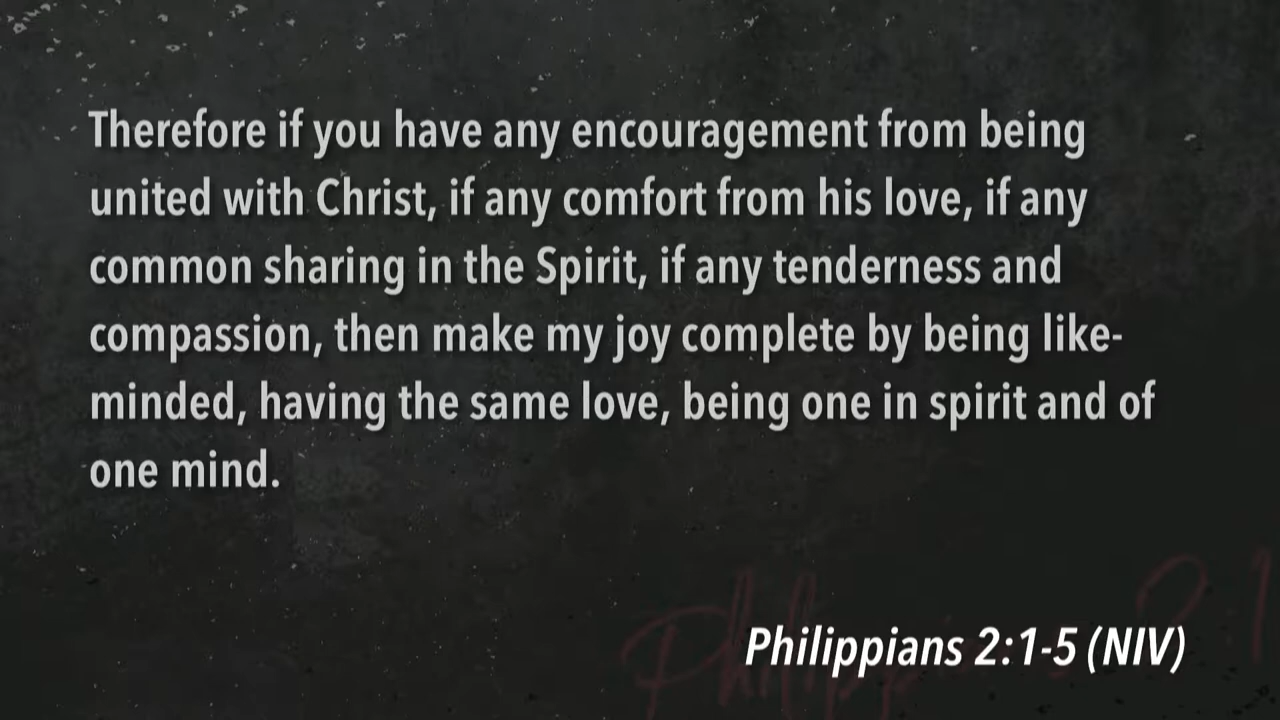 Therefore if you have any encouragement from being
united with Christ, if any comfort from his love, if any
common sharing in the Spirit, if any tenderness and
compassion, then make my joy complete by being like-
minded, having the same love, being one in spirit and of
one mind.
Philippians 2:1-5 (NIV)